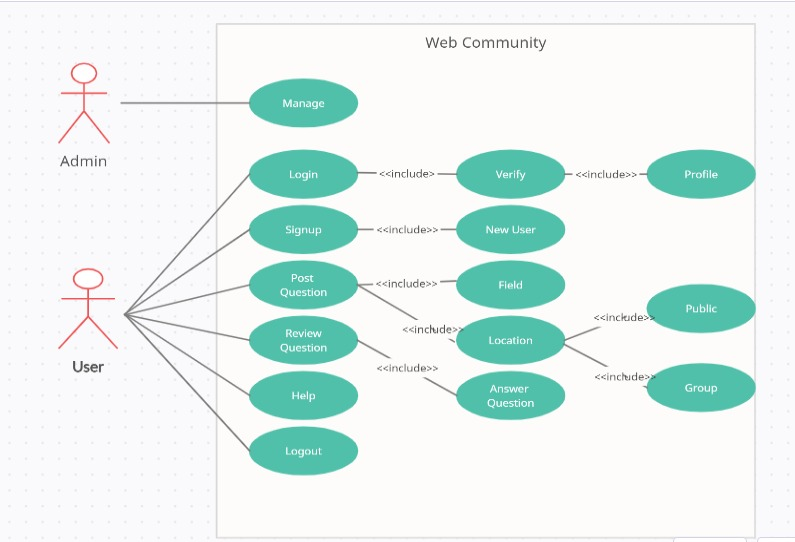 Web Community
Manage
Admin
Login
<<include>
Verify
<<include>>
Profile
Signup
<<include>>
New User
Post
Question
<<include>>
Field
Public
<<include>>
Review
Question
<<include>>
Location
User
<<include>>
<<include>>
Group
Help
Answer
Question
Logout